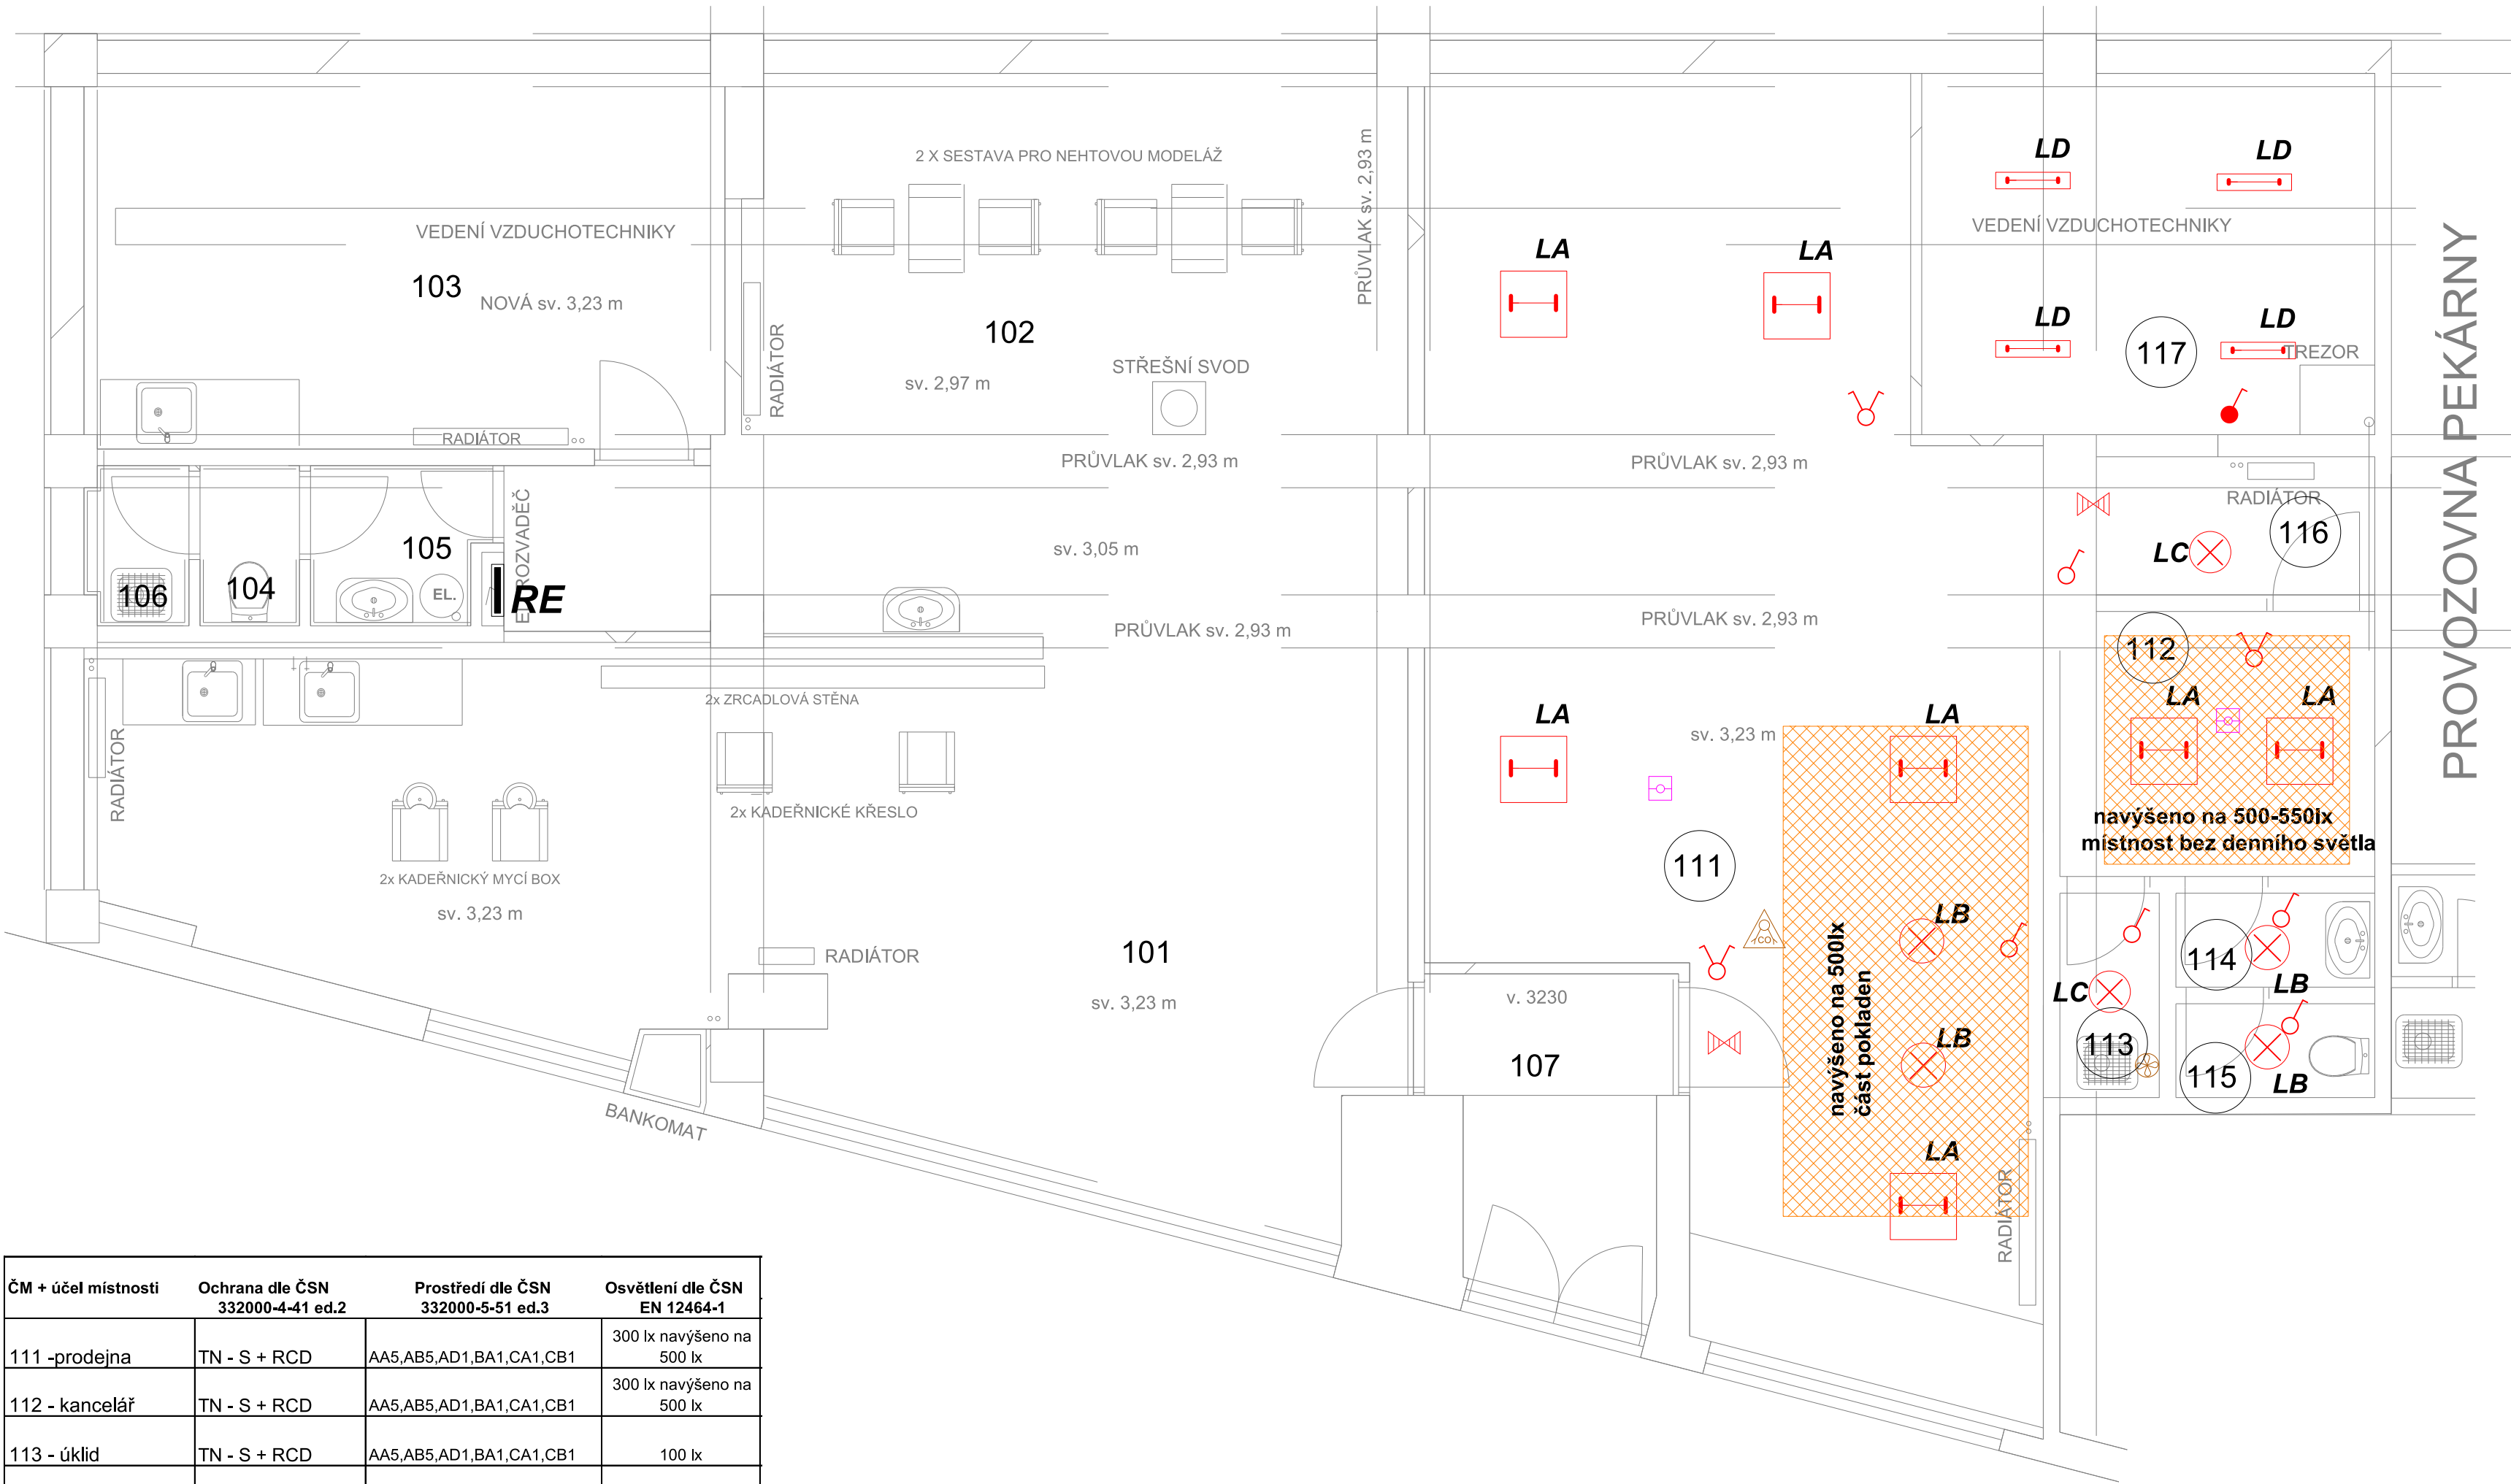 2 X SESTAVA PRO NEHTOVOU MODELÁŽ
PRŮVLAK sv. 2,93 m
LD
LD
VEDENÍ VZDUCHOTECHNIKY
VEDENÍ VZDUCHOTECHNIKY
LA
LA
103
NOVÁ sv. 3,23 m
102
RADIÁTOR
sv. 2,97 m
STŘEŠNÍ SVOD
LD
LD
117
TREZOR
PROVOZOVNA PEKÁRNY
RADIÁTOR
PRŮVLAK sv. 2,93 m
PRŮVLAK sv. 2,93 m
RADIÁTOR
116
LC
105
106
104
EL.
RE
sv. 3,05 m
PRŮVLAK sv. 2,93 m
PRŮVLAK sv. 2,93 m
112
LA
LA
2x ZRCADLOVÁ STĚNA
RADIÁTOR
LA
LA
sv. 3,23 m
2x KADEŘNICKÉ KŘESLO
navýšeno na 500-550lx
místnost bez denního světla
111
2x KADEŘNICKÝ MYCÍ BOX
sv. 3,23 m
RADIÁTOR
101
sv. 3,23 m
CO
LB
navýšeno na 500lx
část pokladen
LB
114
LB
LC
113
115
LB
v. 3230
107
BANKOMAT
LA
RADIÁTOR
ČM + účel místnosti Ochrana dle ČSN Prostředí dle ČSN Osvětlení dle ČSN
332000-4-41 ed.2 332000-5-51 ed.3 EN 12464-1
300 lx navýšeno na
111 -prodejna TN - S + RCD AA5,AB5,AD1,BA1,CA1,CB1 500 lx
300 lx navýšeno na
112 - kancelář TN - S + RCD AA5,AB5,AD1,BA1,CA1,CB1 500 lx
113 - úklid TN - S + RCD AA5,AB5,AD1,BA1,CA1,CB1 100 lx